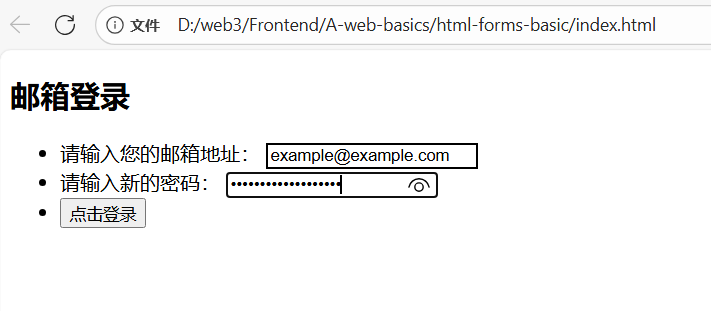 文件 D:/web3/Frontend/A-web-basics/html-forms-basic/index.html
邮箱登录
请输入您的邮箱地址： example@example.com
请输入新的密码： •••••••••••••••••••
点击登录